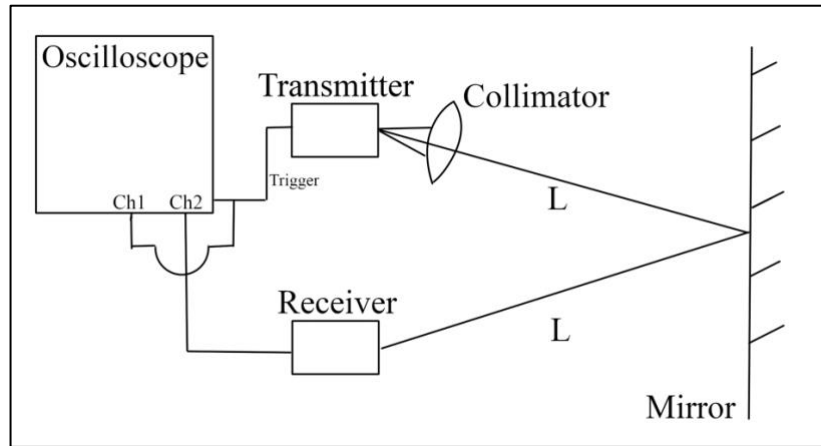 Oscilloscope
Transmitter
Collimator
Trigger
Ch1 Ch2
L
Receiver
L
Mirror